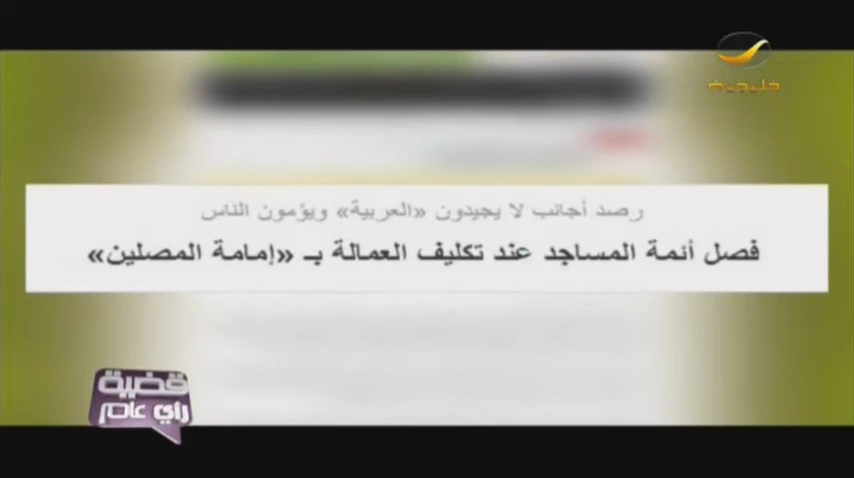 خليجية
رصد أجانب لا يجيدون «العربية» ويؤمون الناس
فصل أئمة المساجد عند تكليف العمالة بـ «إمامة المصلين»
قضية
رأي عام